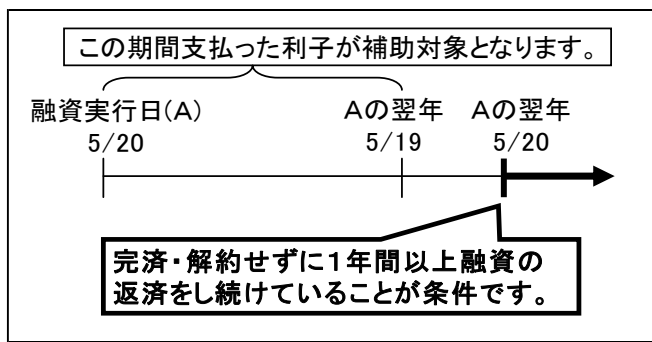 この期間支払った利子が補助対象となります。
融資実行日(A) Aの翌年 Aの翌年
5/20 5/19 5/20
完済・解約せずに1年間以上融資の
返済をし続けていることが条件です。